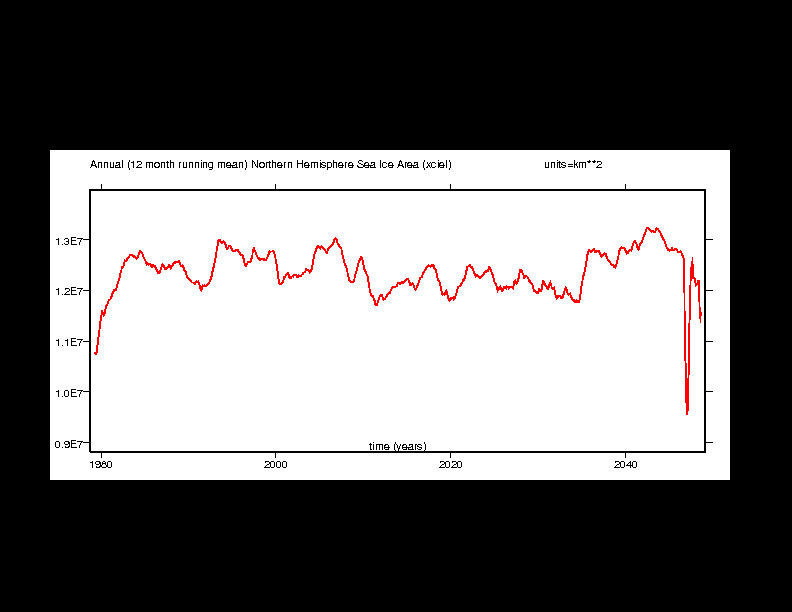 Annual (12 month running mean) Northern Hemisphere Sea Ice Area (xciel) units=km**2
1.3E7
1.2E7
1.1E7
1.0E7
0.9E7
time (years)
1980 2000 2020 2040